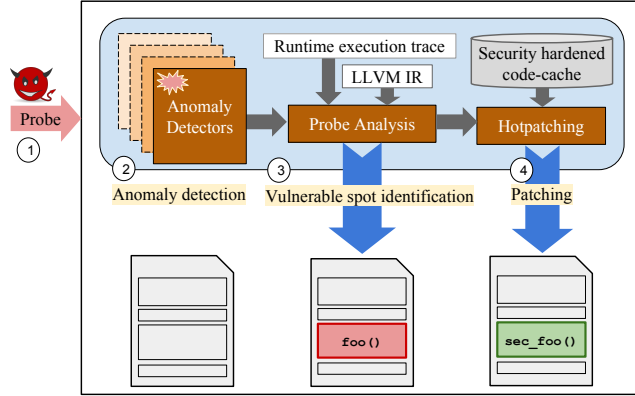 Runtime execution trace
Security hardened
code-cache
LLVM IR
Anomaly
Detectors
Probe
Probe Analysis
Hotpatching
1
2
3
4
Anomaly detection
Vulnerable spot identification
Patching
foo()
sec_foo()